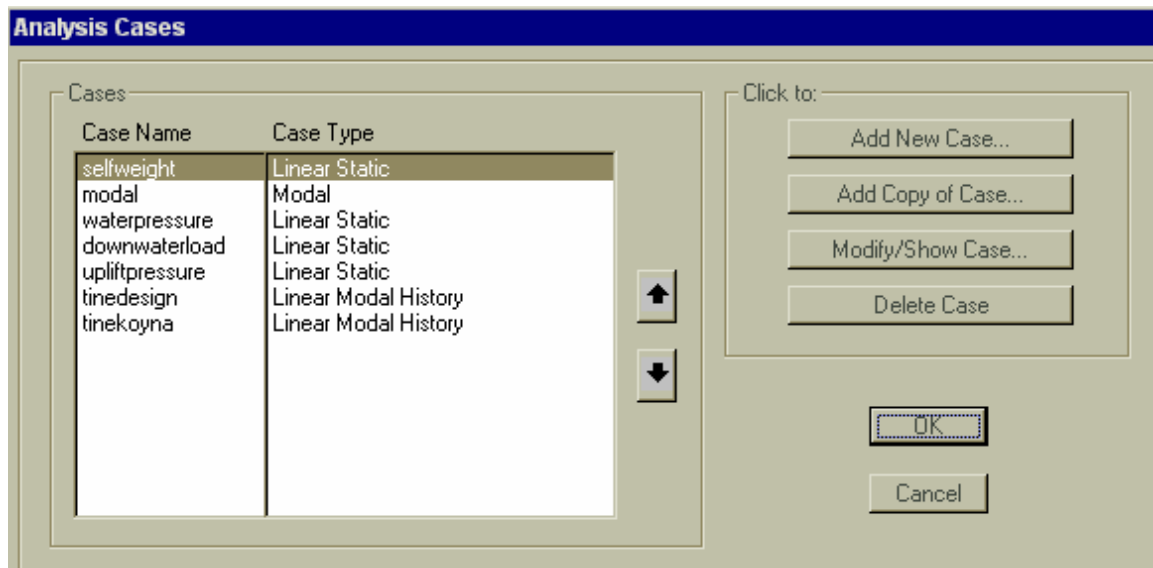 Analysis Cases
Cases
Case Name Case Type
selfweight Linear Static
modal Modal
waterpressure Linear Static
downwaterload Linear Static
upliftpressure Linear Static
tinedesign Linear Modal History
tinekoyna Linear Modal History
Click to:
Add New Case...
Add Copy of Case...
Modify/Show Case...
Delete Case
OK
Cancel